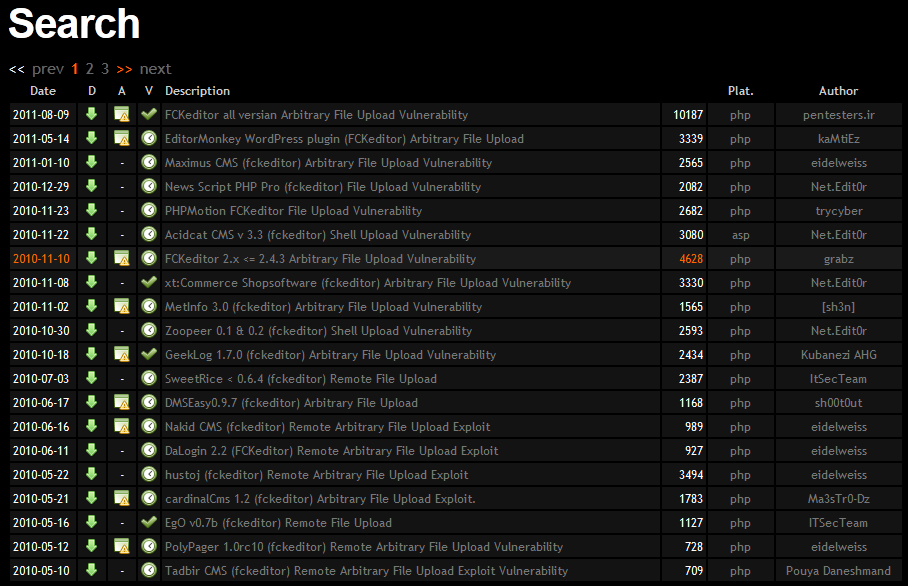 Search
<< prev 1 2 3 >> next
Date D A V Description Plat. Author
2011-08-09 FCKeditor all versian Arbitrary File Upload Vulnerability 10187 php pentesters.ir
2011-05-14 EditorMonkey WordPress plugin (FCKeditor) Arbitrary File Upload 3339 php kaMtiEz
2011-01-10 - Maximus CMS (fckeditor) Arbitrary File Upload Vulnerability 2565 php eidelweiss
2010-12-29 - News Script PHP Pro (fckeditor) File Upload Vulnerability 2082 php Net.Edit0r
2010-11-23 - PHPMotion FCKeditor File Upload Vulnerability 2682 php trycyber
2010-11-22 - Acidcat CMS v 3.3 (fckeditor) Shell Upload Vulnerability 3080 asp Net.Edit0r
2010-11-10 FCKeditor 2.x <= 2.4.3 Arbitrary File Upload Vulnerability 4628 php grabz
2010-11-08 - xt:Commerce Shopsoftware (fckeditor) Arbitrary File Upload Vulnerability 3330 php Net.Edit0r
2010-11-02 MetInfo 3.0 (fckeditor) Arbitrary File Upload Vulnerability 1565 php [sh3n]
2010-10-30 - Zoopeer 0.1 & 0.2 (fckeditor) Shell Upload Vulnerability 2593 php Net.Edit0r
2010-10-18 GeekLog 1.7.0 (fckeditor) Arbitrary File Upload Vulnerability 2434 php Kubanezi AHG
2010-07-03 - SweetRice < 0.6.4 (fckeditor) Remote File Upload 2387 php ItSecTeam
2010-06-17 DMSEasy0.9.7 (fckeditor) Arbitrary File Upload 1168 php sh00t0ut
2010-06-16 Nakid CMS (fckeditor) Remote Arbitrary File Upload Exploit 989 php eidelweiss
2010-06-11 - DaLogin 2.2 (FCKeditor) Remote Arbitrary File Upload Exploit 927 php eidelweiss
2010-05-22 - hustoj (fckeditor) Remote Arbitrary File Upload Exploit 3494 php eidelweiss
2010-05-21 cardinalCms 1.2 (fckeditor) Arbitrary File Upload Exploit. 1783 php Ma3sTr0-Dz
2010-05-16 - EgO v0.7b (fckeditor) Remote File Upload 1127 php ITSecTeam
2010-05-12 PolyPager 1.0rc10 (fckeditor) Remote Arbitrary File Upload Vulnerability 728 php eidelweiss
2010-05-10 - Tadbir CMS (fckeditor) Remote Arbitrary File Upload Exploit Vulnerability 709 php Pouya Daneshmand